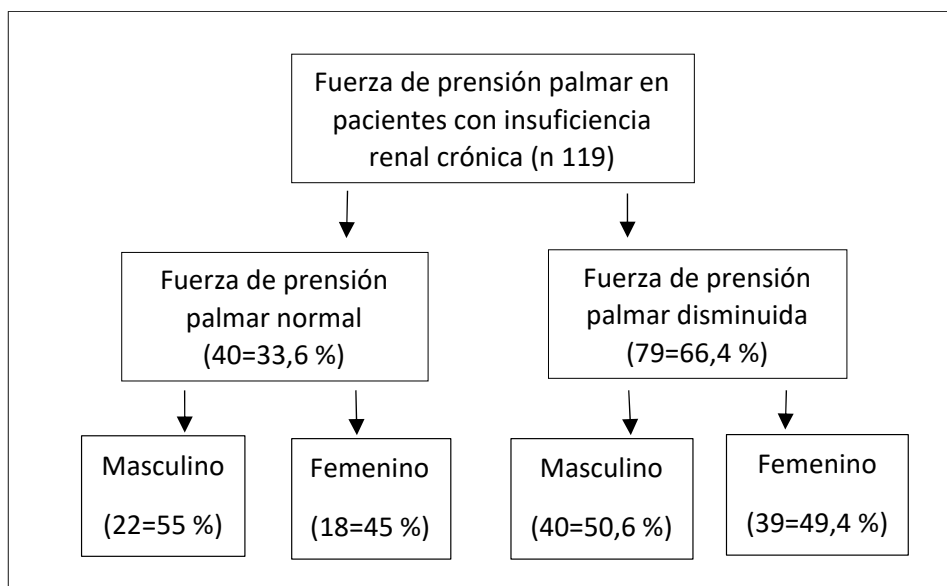 Fuerza de prensión palmar en
pacientes con insuficiencia
renal crónica (n 119)
Fuerza de prensión
palmar normal
(40=33,6 %)
Fuerza de prensión
palmar disminuida
(79=66,4 %)
Masculino
(22=55 %)
Femenino
(18=45 %)
Masculino
(40=50,6 %)
Femenino
(39=49,4 %)